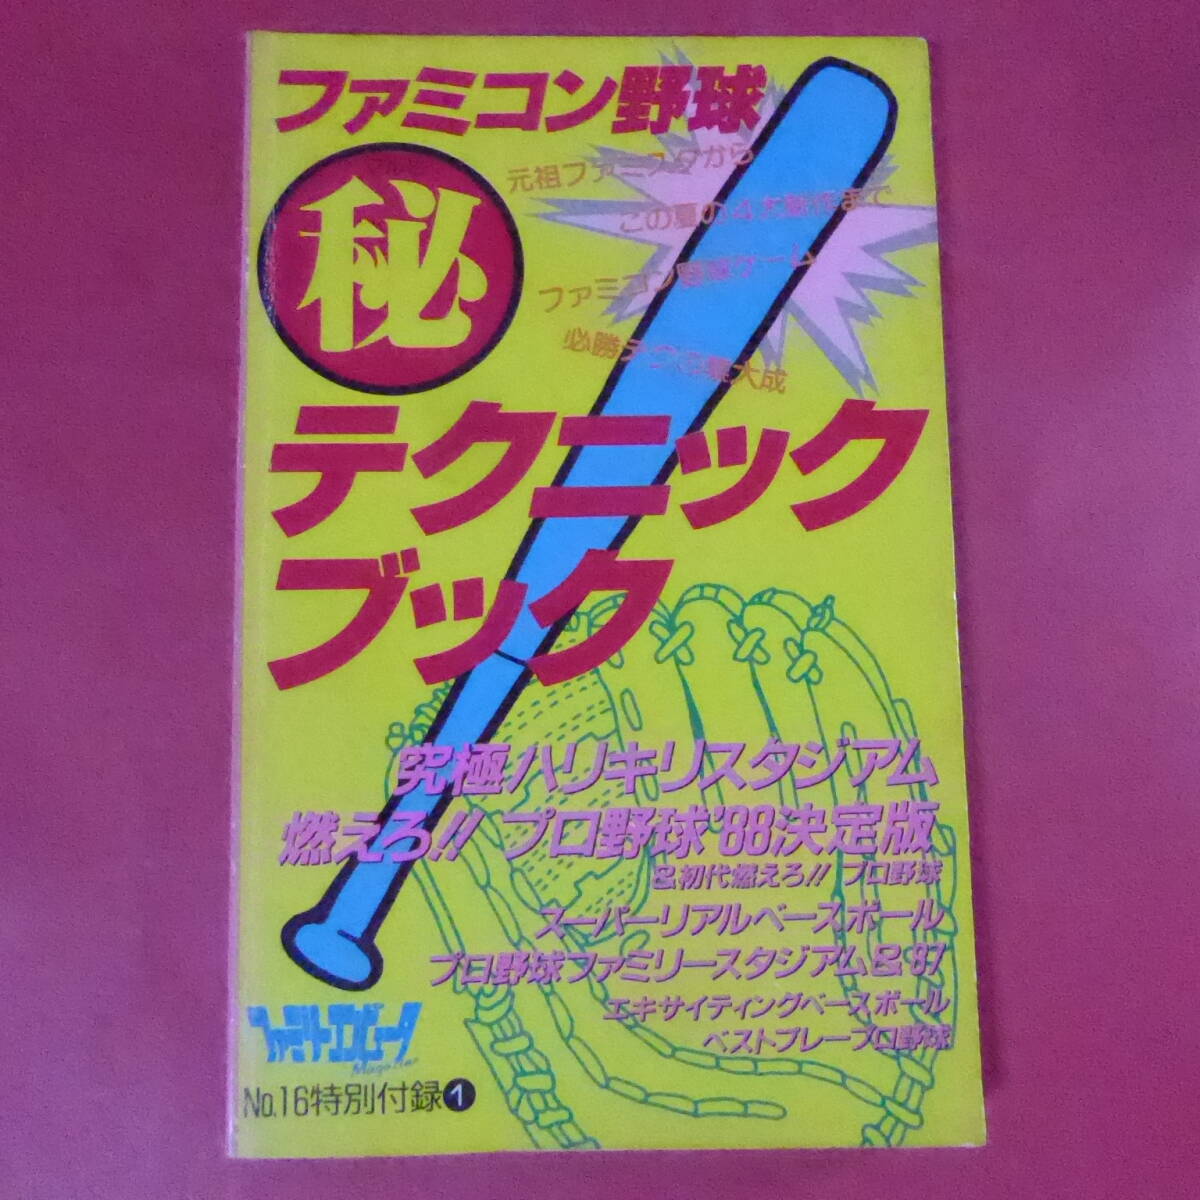 ファミコン野球
秘
元祖ファミスタから
この夏の4大新作まで
ファミコン野球ゲーム
必勝テクの集大成
テクニック
ブック
究極ハリキリスタジアム
燃えろ!!プロ野球'88決定版
&初代燃えろ!!プロ野球
スーパーリアルベースボール
プロ野球ファミリースタジアム&'87
エキサイティングベースボール
ベストプレープロ野球
ファミリーコンピュータ
Magazine
No.16特別付録❶